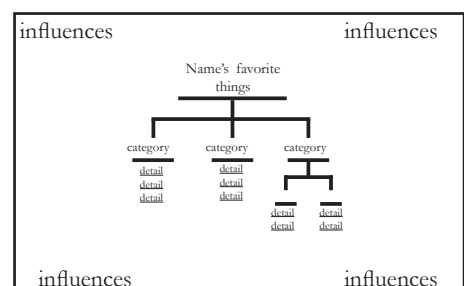 influences influences
Name's favorite
things
category category category
detail detail
detail detail
detail detail
detail detail
detail detail
influences influences